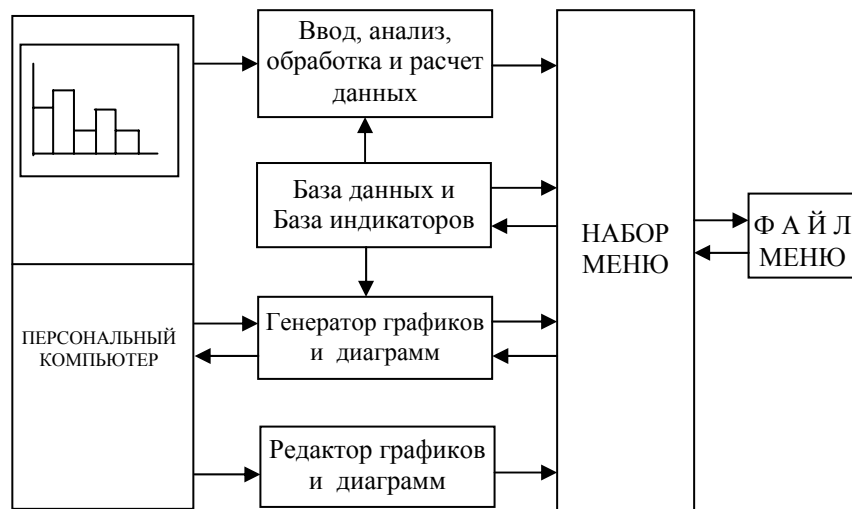 Ввод, анализ,
обработка и расчет
данных
База данных и
База индикаторов
ПЕРСОНАЛЬНЫЙ
КОМПЬЮТЕР
Генератор графиков
и диаграмм
Редактор графиков
и диаграмм
НАБОР
МЕНЮ
Ф А Й Л
МЕНЮ